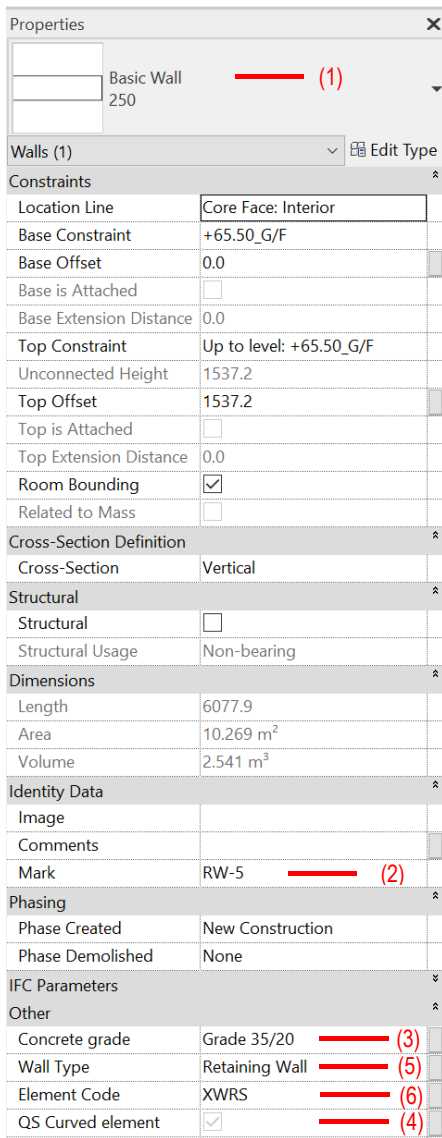 Properties
Basic Wall
250
(1)
Walls (1) Edit Type
Constraints
Location Line Core Face: Interior
Base Constraint +65.50_G/F
Base Offset 0.0
Base is Attached
Base Extension Distance 0.0
Top Constraint Up to level: +65.50_G/F
Unconnected Height 1537.2
Top Offset 1537.2
Top is Attached
Top Extension Distance 0.0
Room Bounding
Related to Mass
Cross-Section Definition
Cross-Section Vertical
Structural
Structural
Structural Usage Non-bearing
Dimensions
Length 6077.9
Area 10.269 m²
Volume 2.541 m³
Identity Data
Image
Comments
Mark RW-5 (2)
Phasing
Phase Created New Construction
Phase Demolished None
IFC Parameters
Other
Concrete grade Grade 35/20 (3)
Wall Type Retaining Wall (5)
Element Code XWRS (6)
QS Curved element (4)